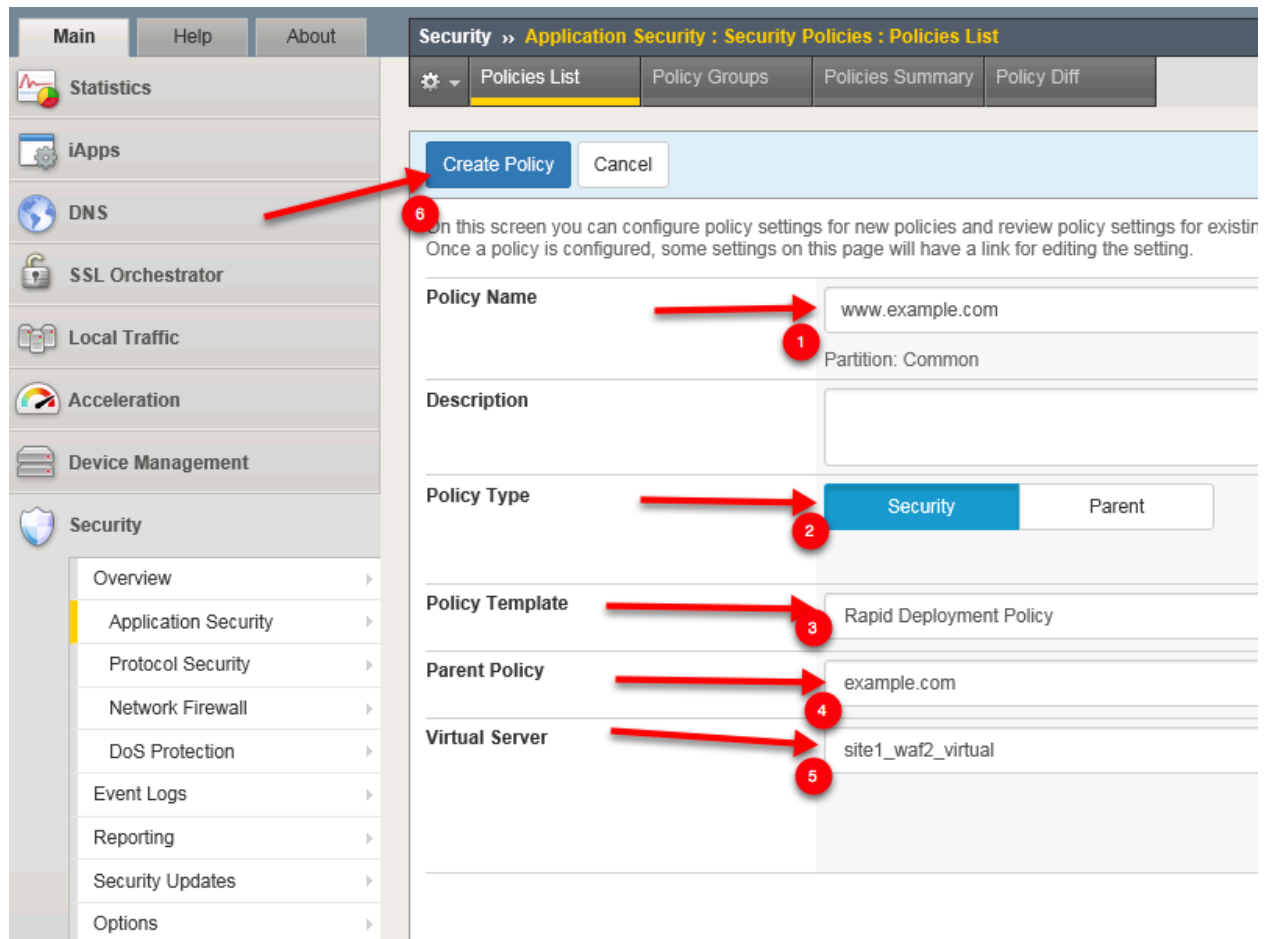 Main
Help
About
Statistics
iApps
DNS
SSL Orchestrator
Local Traffic
Acceleration
Device Management
Security
Overview
Application Security
Protocol Security
Network Firewall
DoS Protection
Event Logs
Reporting
Security Updates
Options
Security ›› Application Security : Security Policies : Policies List
Policies List
Policy Groups
Policies Summary
Policy Diff
Create Policy
Cancel
6
On this screen you can configure policy settings for new policies and review policy settings for existin
Once a policy is configured, some settings on this page will have a link for editing the setting.
Policy Name
www.example.com
1
Partition: Common
Description
Policy Type
Security
Parent
2
Policy Template
Rapid Deployment Policy
3
Parent Policy
example.com
4
Virtual Server
site1_waf2_virtual
5